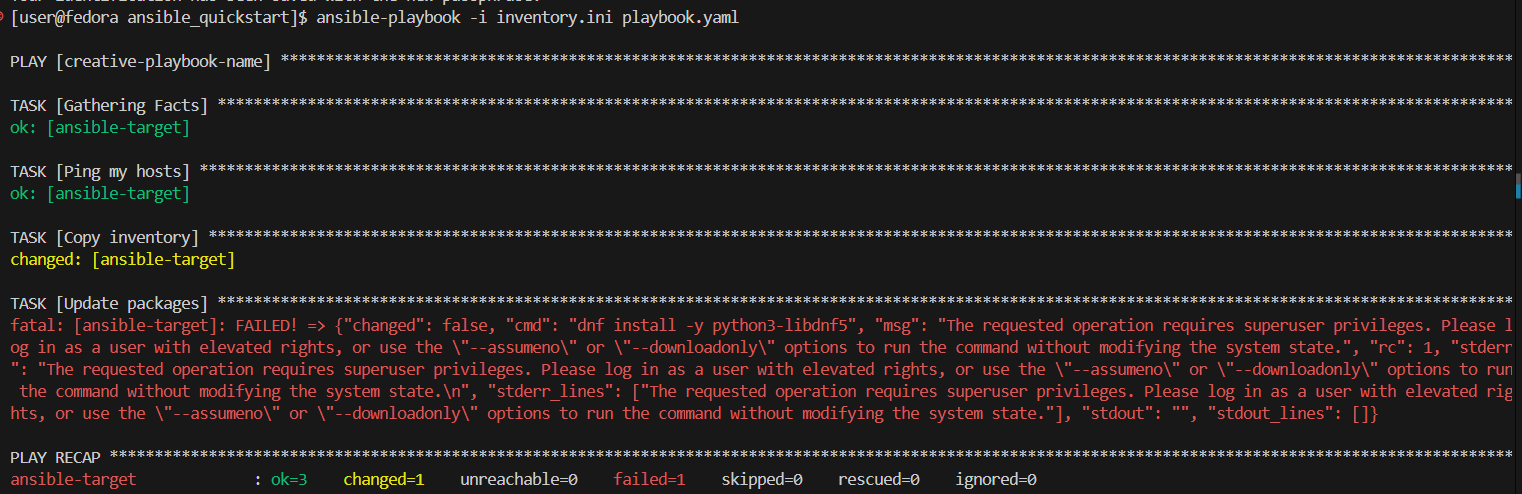 [user@fedora ansible_quickstart]$ ansible-playbook -i inventory.ini playbook.yaml
PLAY [creative-playbook-name] ****************************************************************************************************************************************
TASK [Gathering Facts] ***********************************************************************************************************************************************
ok: [ansible-target]
TASK [Ping my hosts] *************************************************************************************************************************************************
ok: [ansible-target]
TASK [Copy inventory] ************************************************************************************************************************************************
changed: [ansible-target]
TASK [Update packages] ***********************************************************************************************************************************************
fatal: [ansible-target]: FAILED! => {"changed": false, "cmd": "dnf install -y python3-libdnf5", "msg": "The requested operation requires superuser privileges. Please l
og in as a user with elevated rights, or use the \"--assumeno\" or \"--downloadonly\" options to run the command without modifying the system state.", "rc": 1, "stderr
": "The requested operation requires superuser privileges. Please log in as a user with elevated rights, or use the \"--assumeno\" or \"--downloadonly\" options to run
 the command without modifying the system state.\n", "stderr_lines": ["The requested operation requires superuser privileges. Please log in as a user with elevated rig
hts, or use the \"--assumeno\" or \"--downloadonly\" options to run the command without modifying the system state."], "stdout": "", "stdout_lines": []}
PLAY RECAP ***********************************************************************************************************************************************************
ansible-target             : ok=3    changed=1    unreachable=0    failed=1    skipped=0    rescued=0    ignored=0